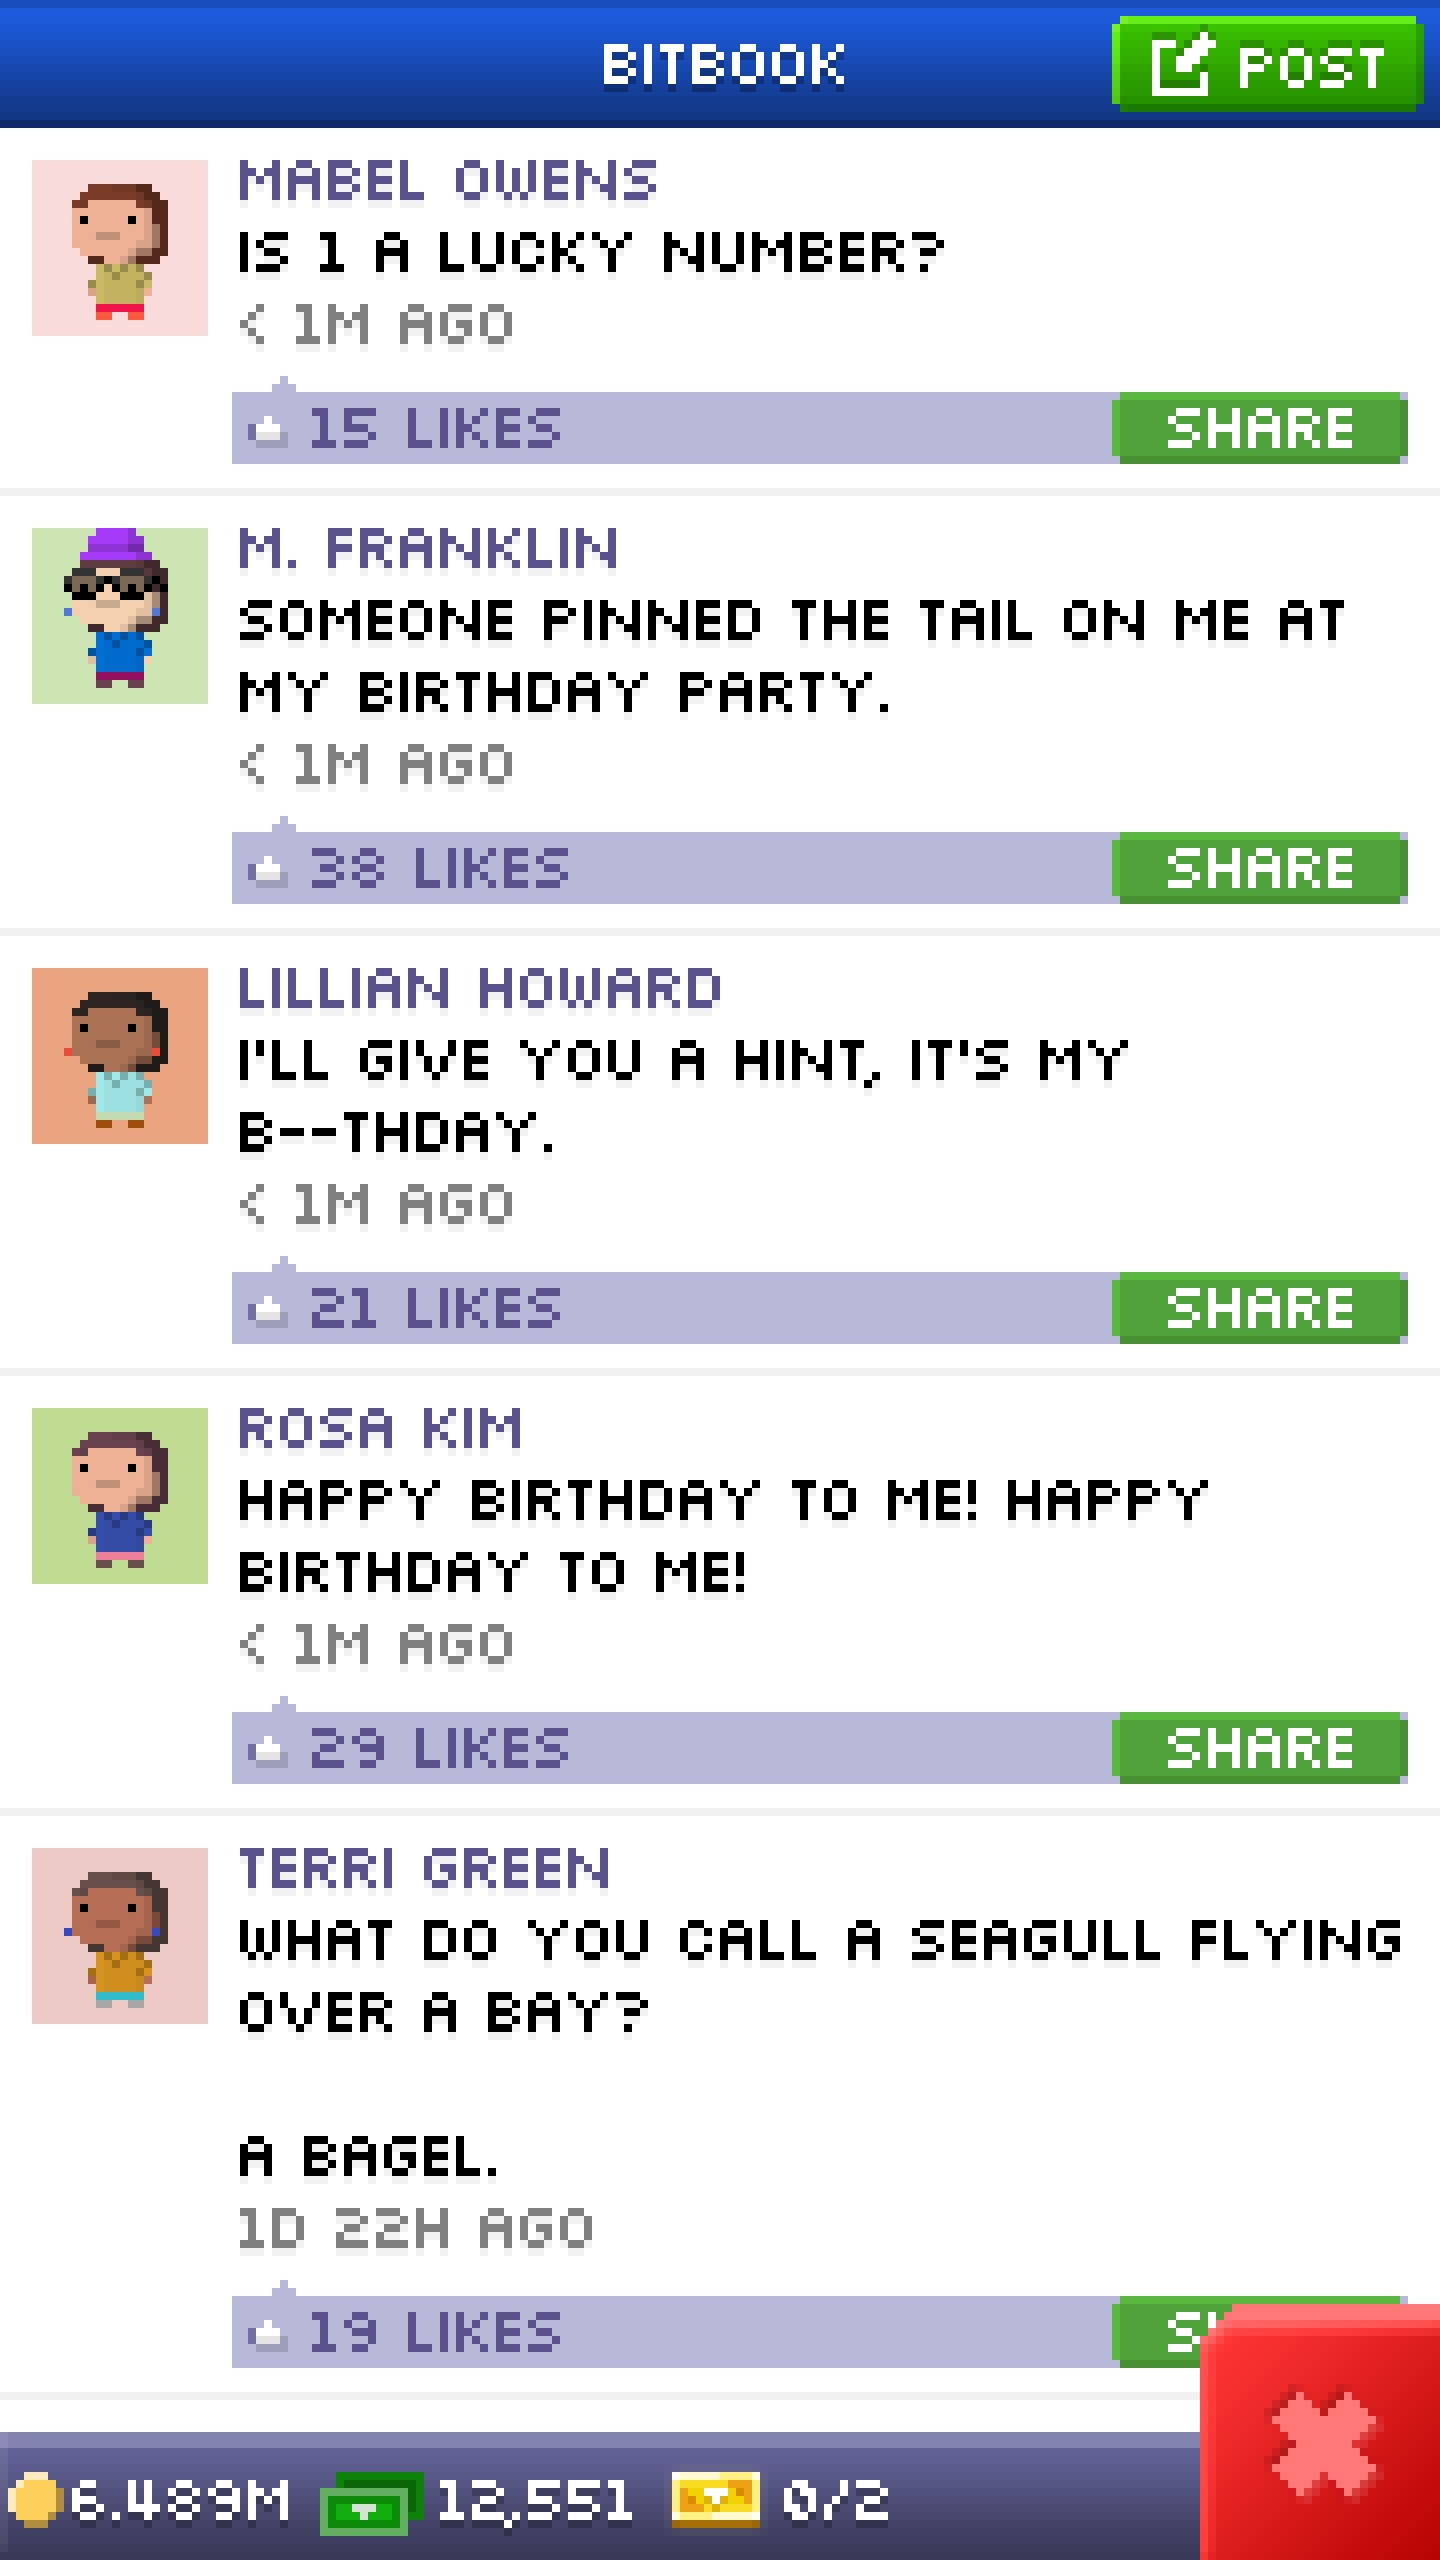 BITBOOK
POST
MABEL OWENS
IS 1 A LUCKY NUMBER?
< 1M AGO
15 LIKES
SHARE
M. FRANKLIN
SOMEONE PINNED THE TAIL ON ME AT
MY BIRTHDAY PARTY.
< 1M AGO
38 LIKES
SHARE
LILLIAN HOWARD
I'LL GIVE YOU A HINT, IT'S MY
B--THDAY.
< 1M AGO
21 LIKES
SHARE
ROSA KIM
HAPPY BIRTHDAY TO ME! HAPPY
BIRTHDAY TO ME!
< 1M AGO
29 LIKES
SHARE
TERRI GREEN
WHAT DO YOU CALL A SEAGULL FLYING
OVER A BAY?
A BAGEL.
1D 22H AGO
19 LIKES
6.489M 12,551 0/2